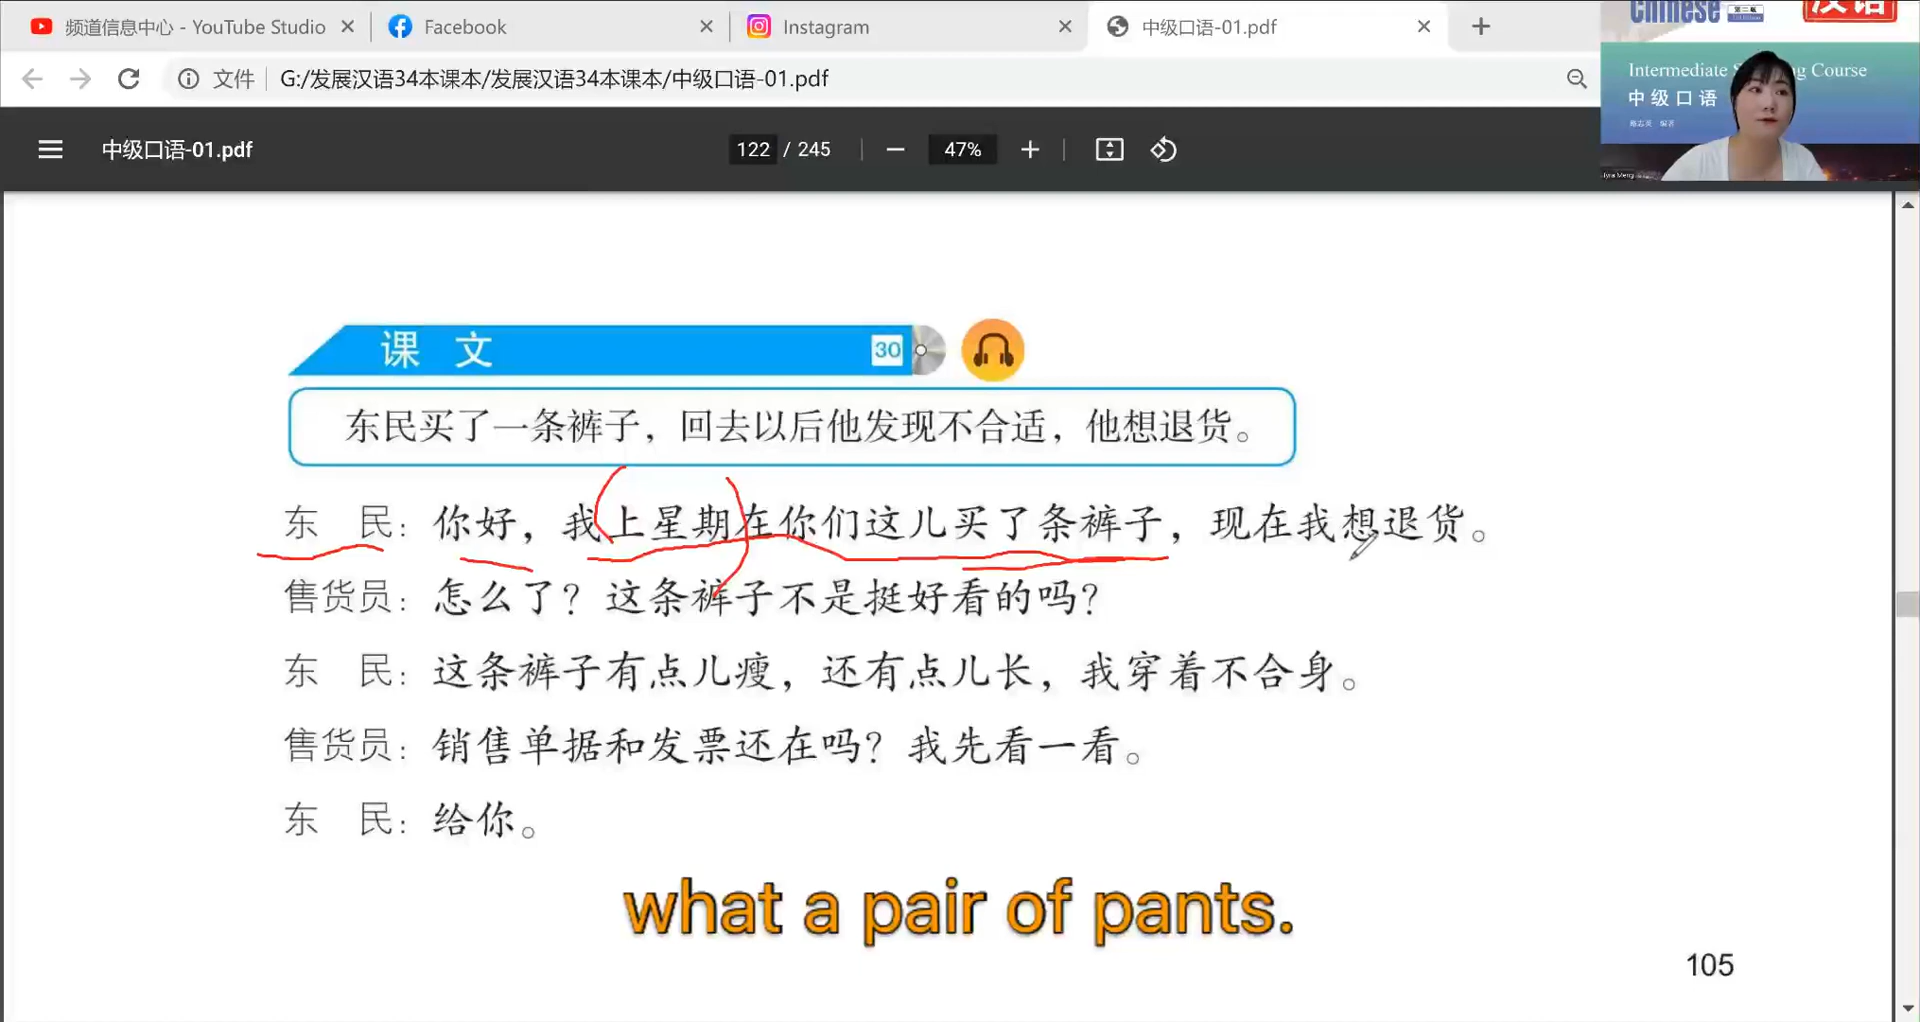 频道信息中心 - YouTube Studio
Facebook
Instagram
中级口语-01.pdf
文件 G:/发展汉语34本课本/发展汉语34本课本/中级口语-01.pdf
Chinese 第二版
汉语
Intermediate S g Course
中级口语
编著
中级口语-01.pdf
122 / 245
47%
课 文 30
东民买了一条裤子，回去以后他发现不合适，他想退货。
东 民：你好，我上星期在你们这儿买了条裤子，现在我想退货。
售货员：怎么了？这条裤子不是挺好看的吗？
东 民：这条裤子有点儿瘦，还有点儿长，我穿着不合身。
售货员：销售单据和发票还在吗？我先看一看。
东 民：给你。
what a pair of pants.
105